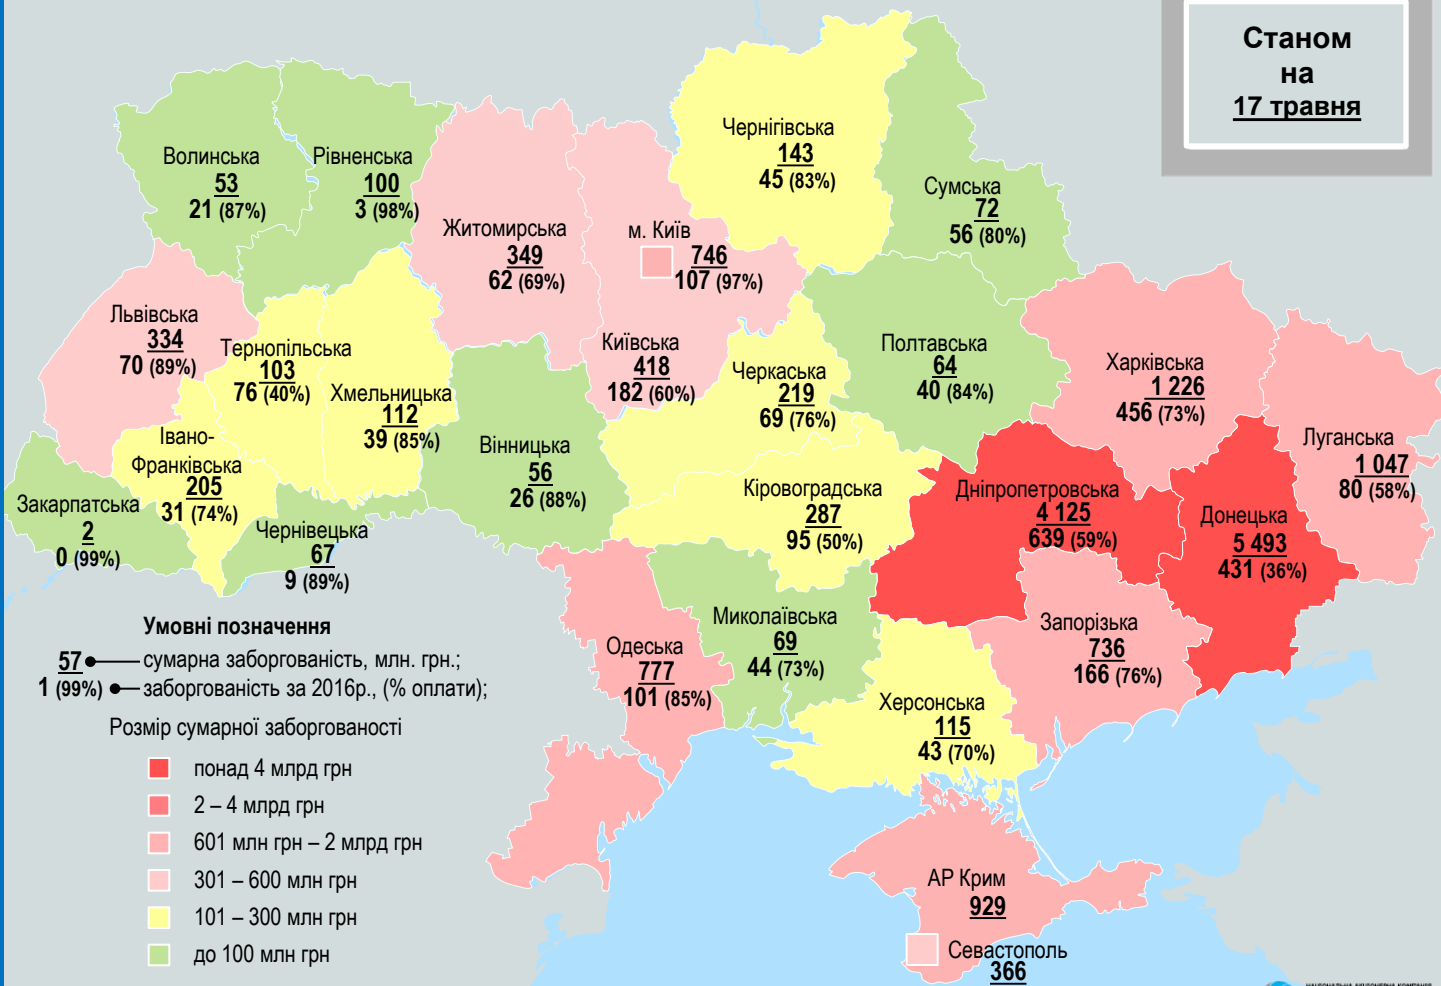 Станом
на
17 травня
Чернігівська
143
45 (83%)
Волинська
53
21 (87%)
Рівненська
100
3 (98%)
Сумська
72
56 (80%)
Житомирська
349
62 (69%)
м. Київ
746
107 (97%)
Львівська
334
70 (89%)
Тернопільська
103
76 (40%)
Хмельницька
112
39 (85%)
Київська
418
182 (60%)
Черкаська
219
69 (76%)
Полтавська
64
40 (84%)
Харківська
1 226
456 (73%)
Луганська
1 047
80 (58%)
Івано-
Франківська
205
31 (74%)
Вінницька
56
26 (88%)
Кіровоградська
287
95 (50%)
Дніпропетровська
4 125
639 (59%)
Донецька
5 493
431 (36%)
Закарпатська
2
0 (99%)
Чернівецька
67
9 (89%)
Миколаївська
69
44 (73%)
Запорізька
736
166 (76%)
Одеська
777
101 (85%)
Херсонська
115
43 (70%)
АР Крим
929
Севастополь
366
Умовні позначення
57 сумарна заборгованість, млн. грн.;
1 (99%) заборгованість за 2016р., (% оплати);
Розмір сумарної заборгованості
понад 4 млрд грн
2 – 4 млрд грн
601 млн грн – 2 млрд грн
301 – 600 млн грн
101 – 300 млн грн
до 100 млн грн